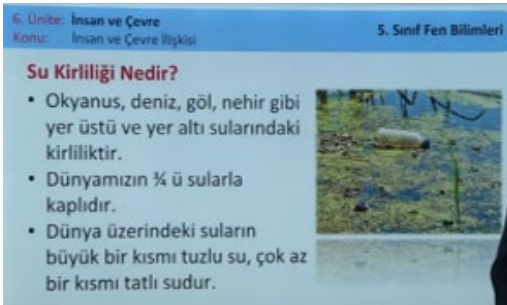 6. Ünite: İnsan ve Çevre
Konu: İnsan ve Çevre İlişkisi
5. Sınıf Fen Bilimleri
Su Kirliliği Nedir?
• Okyanus, deniz, göl, nehir gibi
yer üstü ve yer altı sularındaki
kirliliktir.
• Dünyamızın ¾ ü sularla
kaplıdır.
• Dünya üzerindeki suların
büyük bir kısmı tuzlu su, çok az
bir kısmı tatlı sudur.